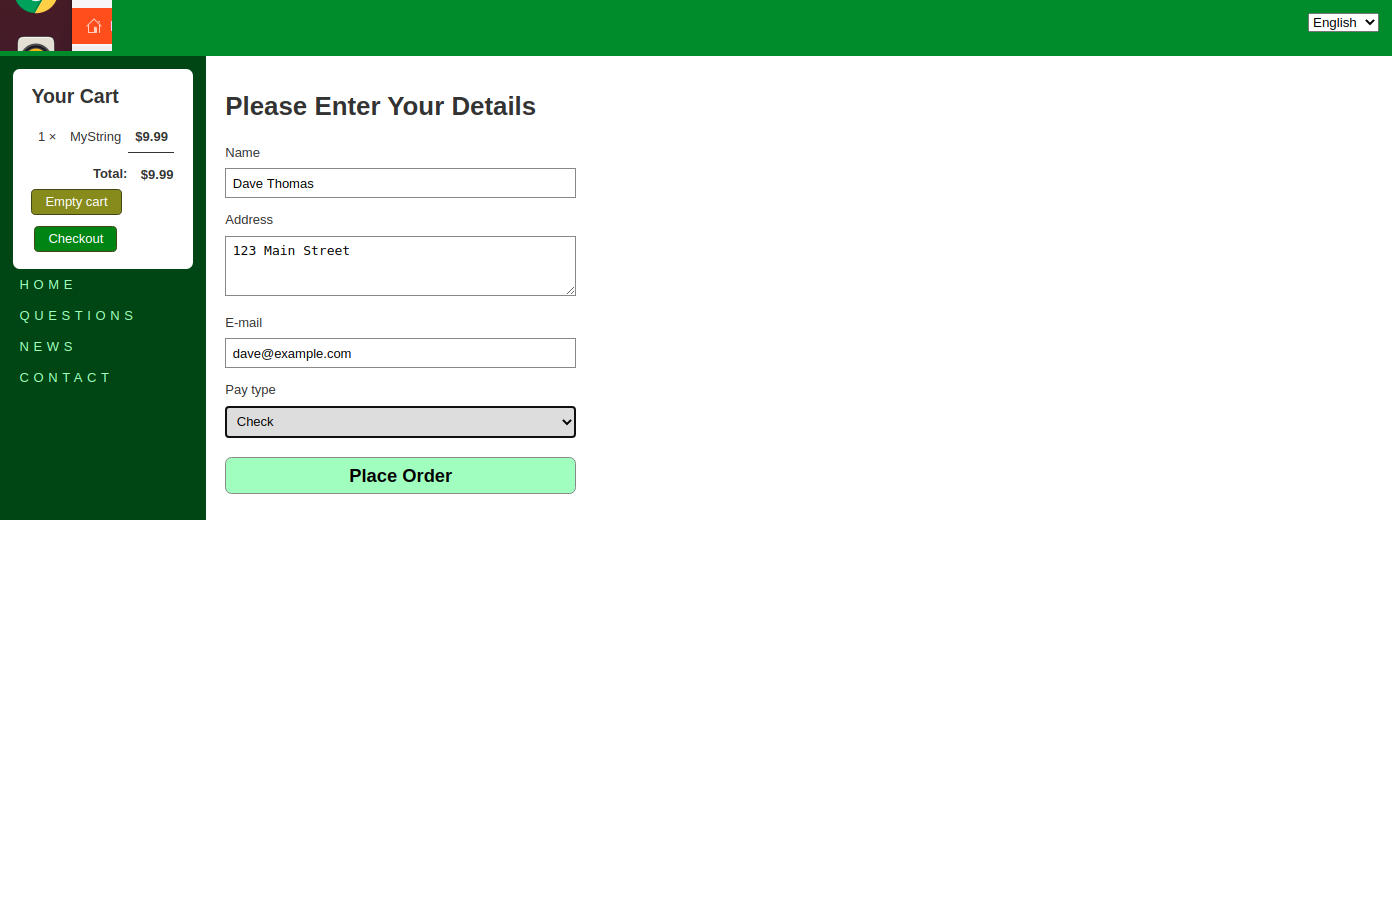 English
Your Cart
1 × MyString $9.99
Total: $9.99
Empty cart
Checkout
HOME
QUESTIONS
NEWS
CONTACT
Please Enter Your Details
Name
Dave Thomas
Address
123 Main Street
E-mail
dave@example.com
Pay type
Check
Place Order